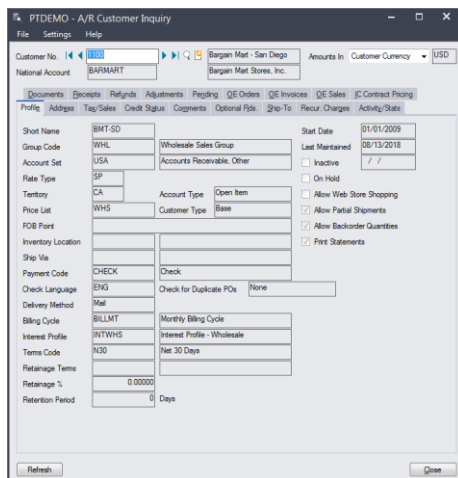 PTDEMO - A/R Customer Inquiry
File Settings Help
Customer No. 1100 Bargain Mart - San Diego Amounts In Customer Currency USD
National Account BARMART Bargain Mart Stores, Inc.
Documents Receipts Refunds Adjustments Pending OE Orders OE Invoices OE Sales IC Contract Pricing
Profile Address Tax/Sales Credit Status Comments Optional Flds. Ship-To Recur. Charges Activity/Stats
Short Name BMT-SD Start Date 01/01/2009
Group Code WHL Wholesale Sales Group Last Maintained 08/13/2018
Account Set USA Accounts Receivable, Other Inactive / /
Rate Type SP On Hold
Territory CA Account Type Open Item Allow Web Store Shopping
Price List WHS Customer Type Base Allow Partial Shipments
FOB Point Allow Backorder Quantities
Inventory Location Print Statements
Ship Via
Payment Code CHECK Check
Check Language ENG Check for Duplicate POs None
Delivery Method Mail
Billing Cycle BILLMT Monthly Billing Cycle
Interest Profile INTWHS Interest Profile - Wholesale
Terms Code N30 Net 30 Days
Retainage Terms
Retainage % 0.00000
Retention Period 0 Days
Refresh Close